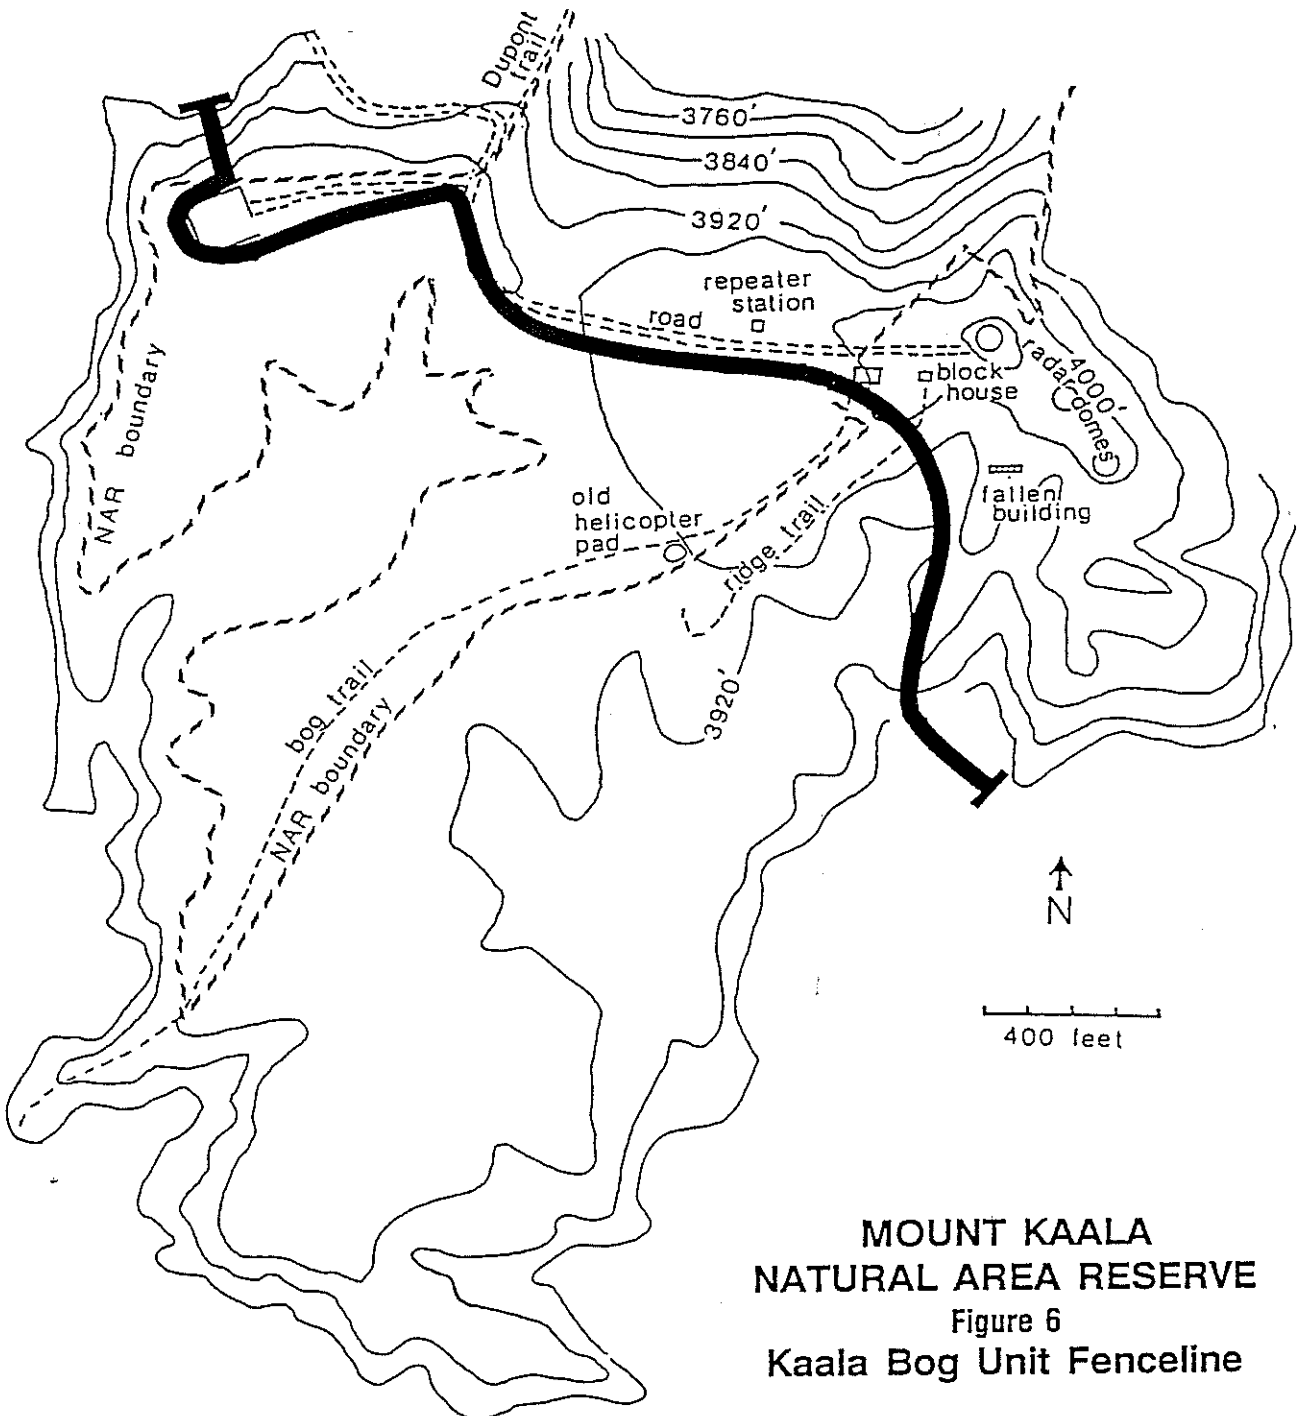 Dupont
trail
3760'
3840'
3920'
repeater
station
road
block
house
4000'
radar domes
NAR boundary
fallen
building
old
helicopter
pad
ridge trail
bog trail
NAR boundary
3920'
N
400 feet
MOUNT KAALA
NATURAL AREA RESERVE
Figure 6
Kaala Bog Unit Fenceline